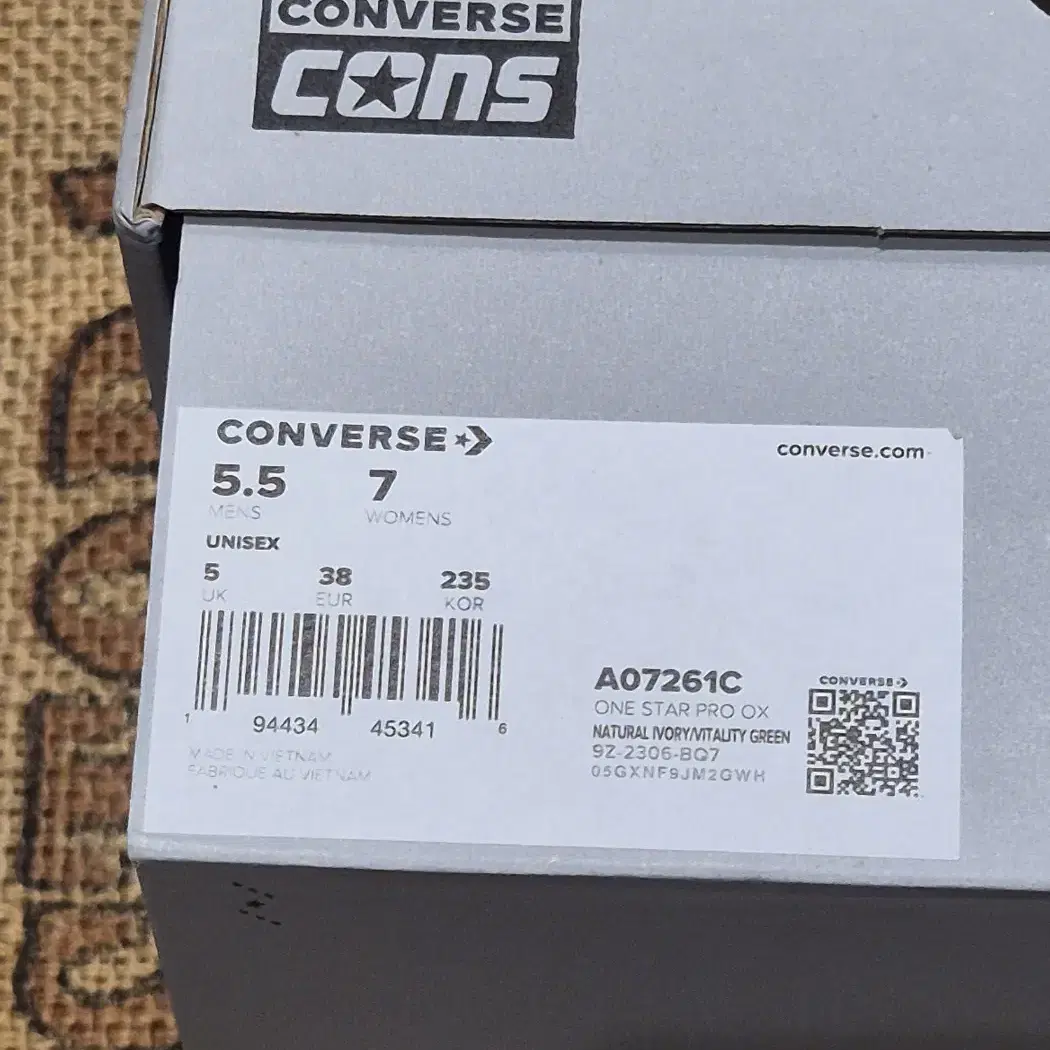 CONVERSE
CONS
CONVERSE
converse.com
5.5 7
MENS WOMENS
UNISEX
5 38 235
UK EUR KOR
1 94434 45341 6
MADE IN VIETNAM
FABRIQUE AU VIETNAM
A07261C
ONE STAR PRO OX
NATURAL IVORY/VITALITY GREEN
9Z-2306-BQ7
05GXNF9JM2GWH
CONVERSE